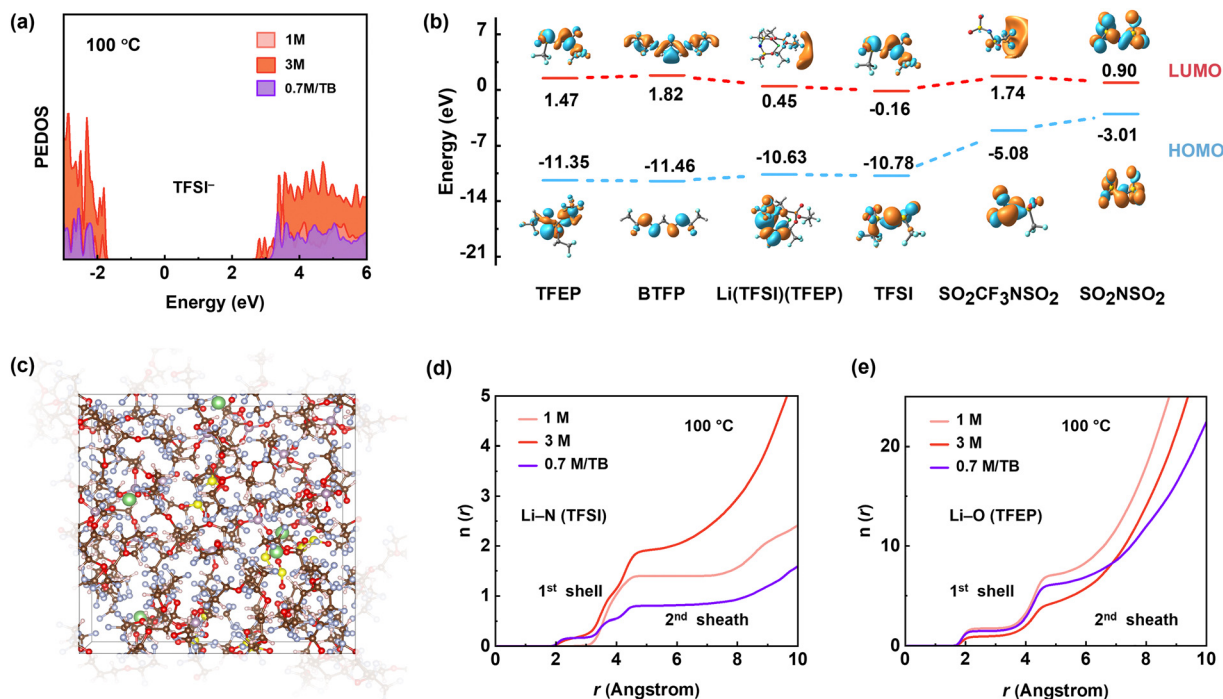 (a)
100 °C
1M
3M
0.7M/TB
PEDOS
TFSI⁻
-2 0 2 4 6
Energy (eV)
(b)
7
0
-7
-14
-21
Energy (eV)
1.47 1.82 0.45 -0.16 1.74 0.90
LUMO
-11.35 -11.46 -10.63 -10.78 -5.08 -3.01
HOMO
TFEP BTFP Li(TFSI)(TFEP) TFSI SO₂CF₃NSO₂ SO₂NSO₂
(c)
(d)
5
4
3
2
1
0
n (r)
1 M
3 M
0.7 M/TB
100 °C
Li–N (TFSI)
1st shell
2nd sheath
0 2 4 6 8 10
r (Angstrom)
(e)
20
10
0
n (r)
1 M
3 M
0.7 M/TB
100 °C
Li–O (TFEP)
1st shell
2nd sheath
0 2 4 6 8 10
r (Angstrom)